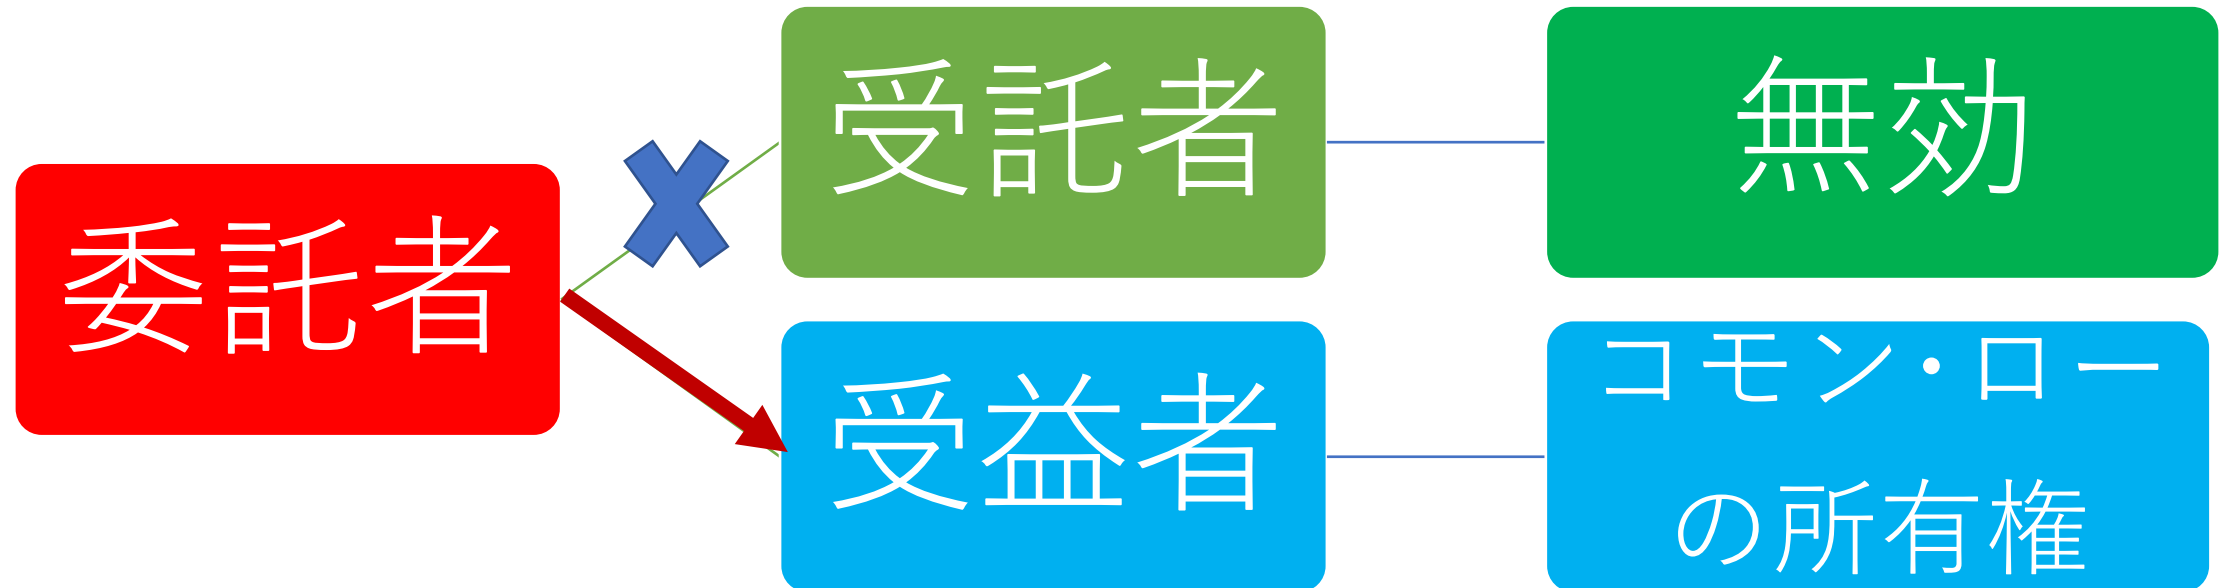 委託者
受託者
無効
受益者
コモン・ロー
の所有権